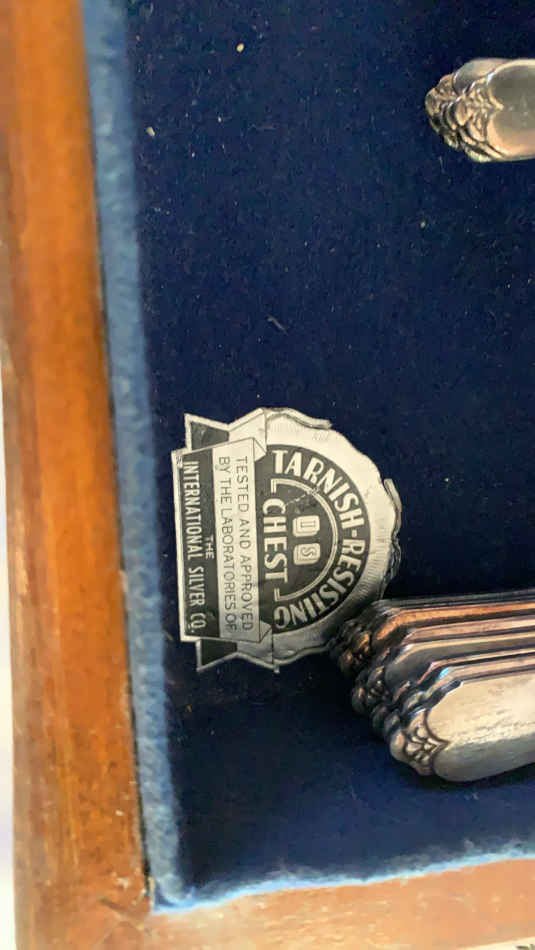 TARNISH-RESISTING
IS
CHEST
TESTED AND APPROVED
BY THE LABORATORIES OF
THE
INTERNATIONAL SILVER CO.